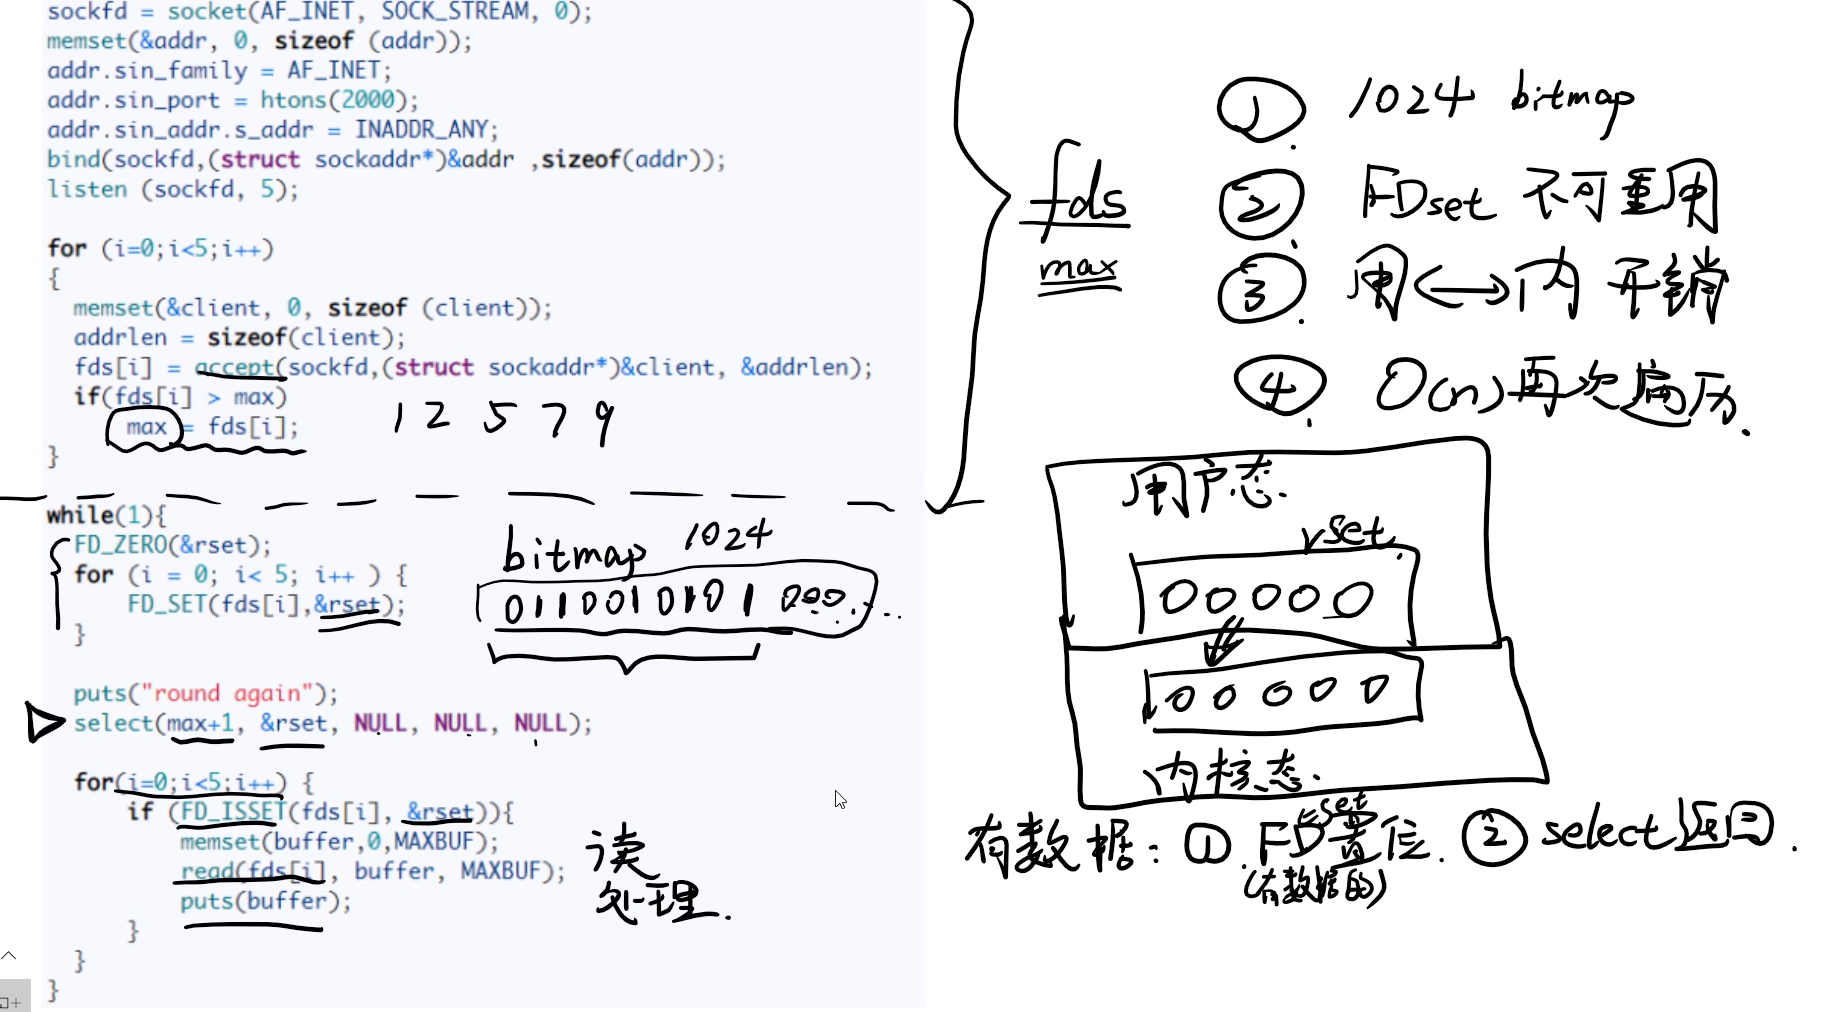 sockfd = socket(AF_INET, SOCK_STREAM, 0);
memset(&addr, 0, sizeof (addr));
addr.sin_family = AF_INET;
addr.sin_port = htons(2000);
addr.sin_addr.s_addr = INADDR_ANY;
bind(sockfd,(struct sockaddr*)&addr ,sizeof(addr));
listen (sockfd, 5);
for (i=0;i<5;i++)
{
memset(&client, 0, sizeof (client));
addrlen = sizeof(client);
fds[i] = accept(sockfd,(struct sockaddr*)&client, &addrlen);
if(fds[i] > max)
max = fds[i];
}
1 2 5 7 9
while(1){
FD_ZERO(&rset);
for (i = 0; i< 5; i++ ) {
FD_SET(fds[i],&rset);
}
bitmap 1024
0110010101 000...
puts("round again");
select(max+1, &rset, NULL, NULL, NULL);
for(i=0;i<5;i++) {
if (FD_ISSET(fds[i], &rset)){
memset(buffer,0,MAXBUF);
read(fds[i], buffer, MAXBUF);
puts(buffer);
}
}
}
读
处理.
fds
max
① 1024 bitmap
② FDset 不可重用
③ 用<->内 开销
④ O(n)再次遍历.
用户态
rset
00000
00000
内核态.
有数据: ① FD置位. ② select返回.
rset
(有数据的)